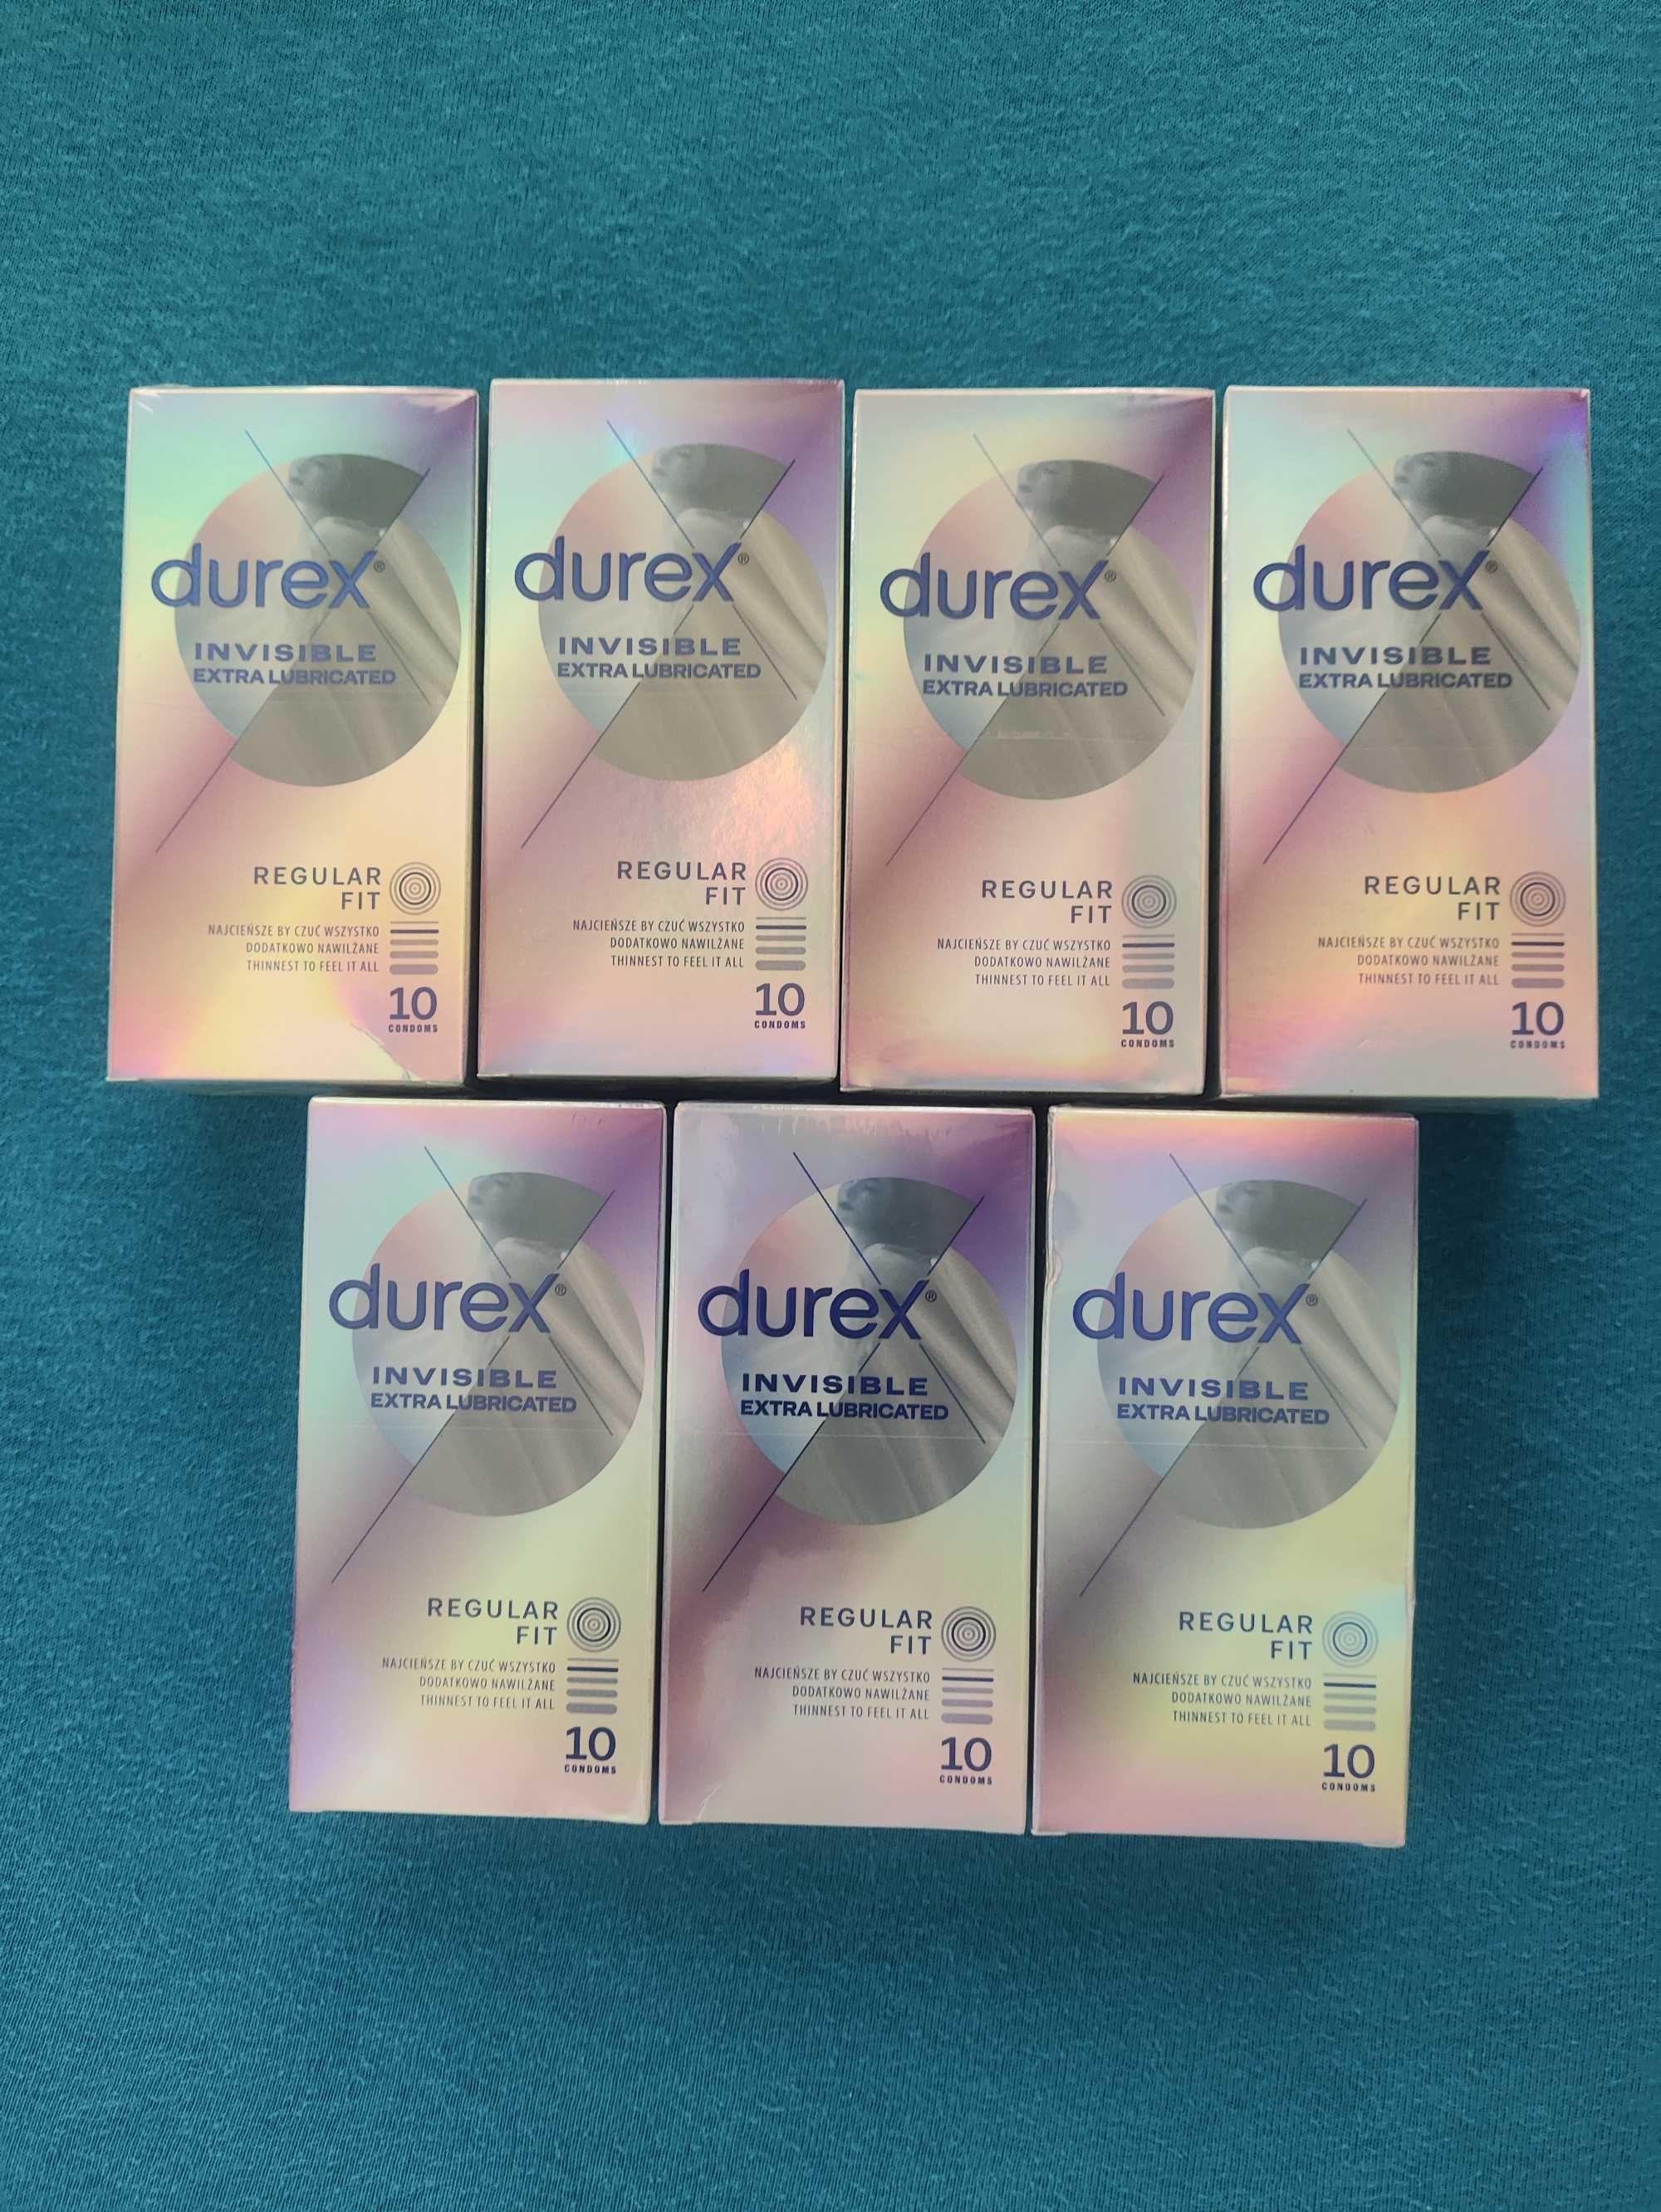 durex®
INVISIBLE
EXTRA LUBRICATED
REGULAR
FIT
NAJCIEŃSZE BY CZUĆ WSZYSTKO
DODATKOWO NAWILŻANE
THINNEST TO FEEL IT ALL
10
CONDOMS
durex®
INVISIBLE
EXTRA LUBRICATED
REGULAR
FIT
NAJCIEŃSZE BY CZUĆ WSZYSTKO
DODATKOWO NAWILŻANE
THINNEST TO FEEL IT ALL
10
CONDOMS
durex®
INVISIBLE
EXTRA LUBRICATED
REGULAR
FIT
NAJCIEŃSZE BY CZUĆ WSZYSTKO
DODATKOWO NAWILŻANE
THINNEST TO FEEL IT ALL
10
CONDOMS
durex®
INVISIBLE
EXTRA LUBRICATED
REGULAR
FIT
NAJCIEŃSZE BY CZUĆ WSZYSTKO
DODATKOWO NAWILŻANE
THINNEST TO FEEL IT ALL
10
CONDOMS
durex®
INVISIBLE
EXTRA LUBRICATED
REGULAR
FIT
NAJCIEŃSZE BY CZUĆ WSZYSTKO
DODATKOWO NAWILŻANE
THINNEST TO FEEL IT ALL
10
CONDOMS
durex®
INVISIBLE
EXTRA LUBRICATED
REGULAR
FIT
NAJCIEŃSZE BY CZUĆ WSZYSTKO
DODATKOWO NAWILŻANE
THINNEST TO FEEL IT ALL
10
CONDOMS
durex®
INVISIBLE
EXTRA LUBRICATED
REGULAR
FIT
NAJCIEŃSZE BY CZUĆ WSZYSTKO
DODATKOWO NAWILŻANE
THINNEST TO FEEL IT ALL
10
CONDOMS